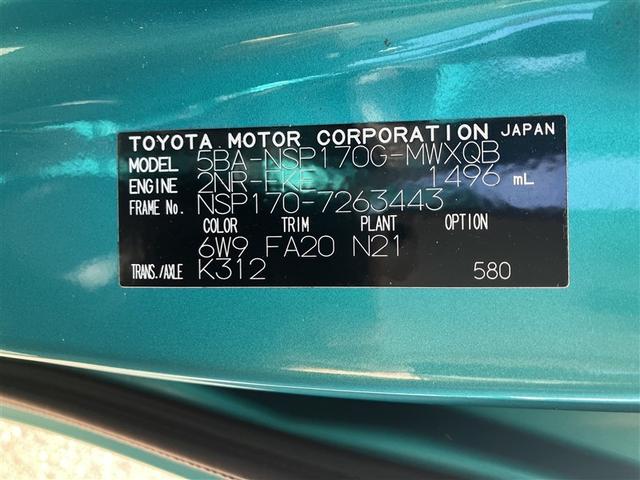 TOYOTA MOTOR CORPORATION JAPAN
MODEL 5BA-NSP170G-MWXQB
ENGINE 2NR-FKE 1496 mL
FRAME No. NSP170-7263443
COLOR TRIM PLANT OPTION
6W9 FA20 N21
TRANS./AXLE K312 580